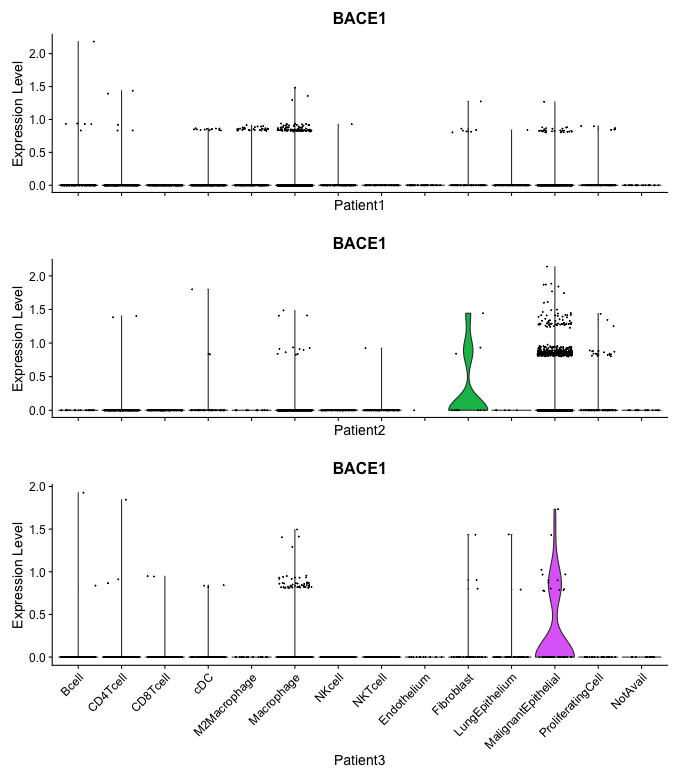 BACE1
Expression Level
2.0
1.5
1.0
0.5
0.0
Patient1
BACE1
Expression Level
2.0
1.5
1.0
0.5
0.0
Patient2
BACE1
Expression Level
2.0
1.5
1.0
0.5
0.0
Bcell
CD4Tcell
CD8Tcell
cDC
M2Macrophage
Macrophage
NKcell
NKTcell
Endothelium
Fibroblast
LungEpithelium
MalignantEpithelial
ProliferatingCell
NotAvail
Patient3